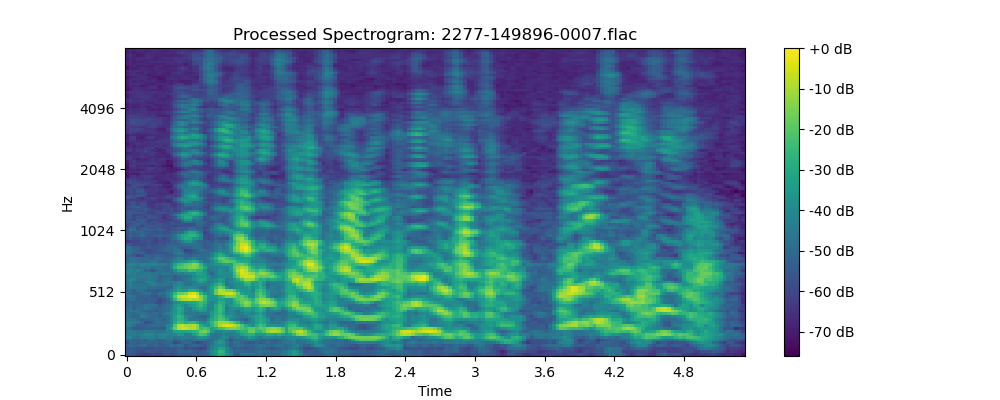 Processed Spectrogram: 2277-149896-0007.flac
Hz
4096
2048
1024
512
0
0 0.6 1.2 1.8 2.4 3 3.6 4.2 4.8
Time
+0 dB
-10 dB
-20 dB
-30 dB
-40 dB
-50 dB
-60 dB
-70 dB